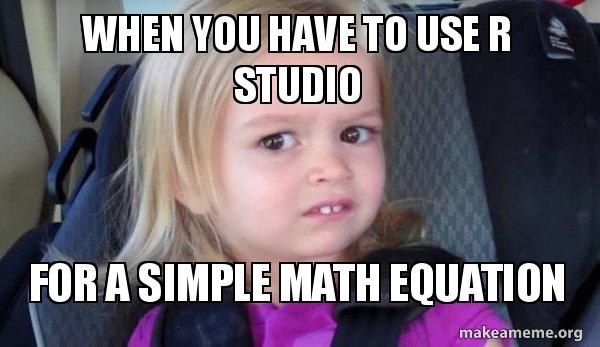 WHEN YOU HAVE TO USE R
STUDIO
FOR A SIMPLE MATH EQUATION
makeameme.org